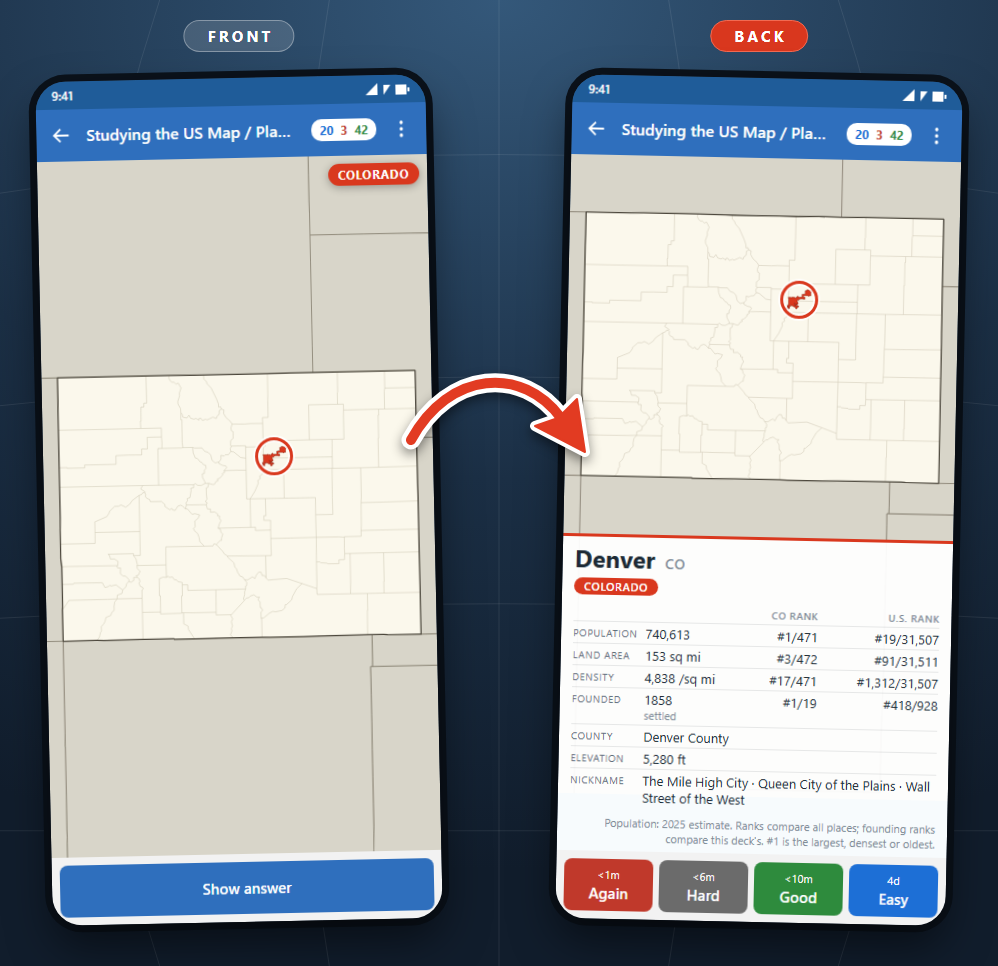 FRONT
BACK
9:41
Studying the US Map / Pla...
20 3 42
COLORADO
Show answer
9:41
Studying the US Map / Pla...
20 3 42
Denver CO
COLORADO
CO RANK U.S. RANK
POPULATION 740,613 #1/471 #19/31,507
LAND AREA 153 sq mi #3/472 #91/31,511
DENSITY 4,838 /sq mi #17/471 #1,312/31,507
FOUNDED 1858 #1/19 #418/928
settled
COUNTY Denver County
ELEVATION 5,280 ft
NICKNAME The Mile High City · Queen City of the Plains · Wall
Street of the West
Population: 2025 estimate. Ranks compare all places; founding ranks
compare this deck's. #1 is the largest, densest or oldest.
<1m <6m <10m 4d
Again Hard Good Easy